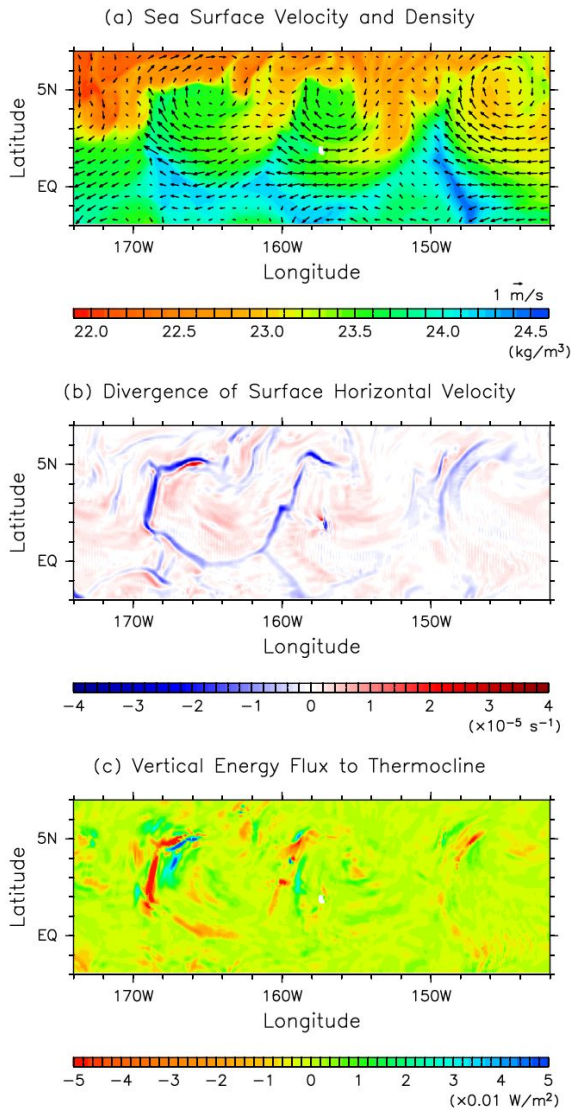 (a) Sea Surface Velocity and Density
Latitude
5N
EQ
170W 160W 150W
Longitude
1 m/s
22.0 22.5 23.0 23.5 24.0 24.5
(kg/m³)
(b) Divergence of Surface Horizontal Velocity
Latitude
5N
EQ
170W 160W 150W
Longitude
−4 −3 −2 −1 0 1 2 3 4
(×10⁻⁵ s⁻¹)
(c) Vertical Energy Flux to Thermocline
Latitude
5N
EQ
170W 160W 150W
Longitude
−5 −4 −3 −2 −1 0 1 2 3 4 5
(×0.01 W/m²)